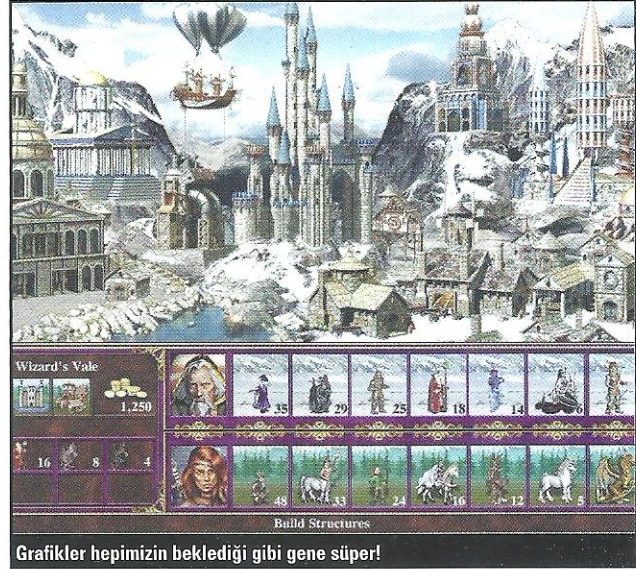 Wizard's Vale
1,250
35 29 25 18 14 6
16 8 4
48 33 24 16 12 5
Build Structures
Grafikler hepimizin beklediği gibi gene süper!